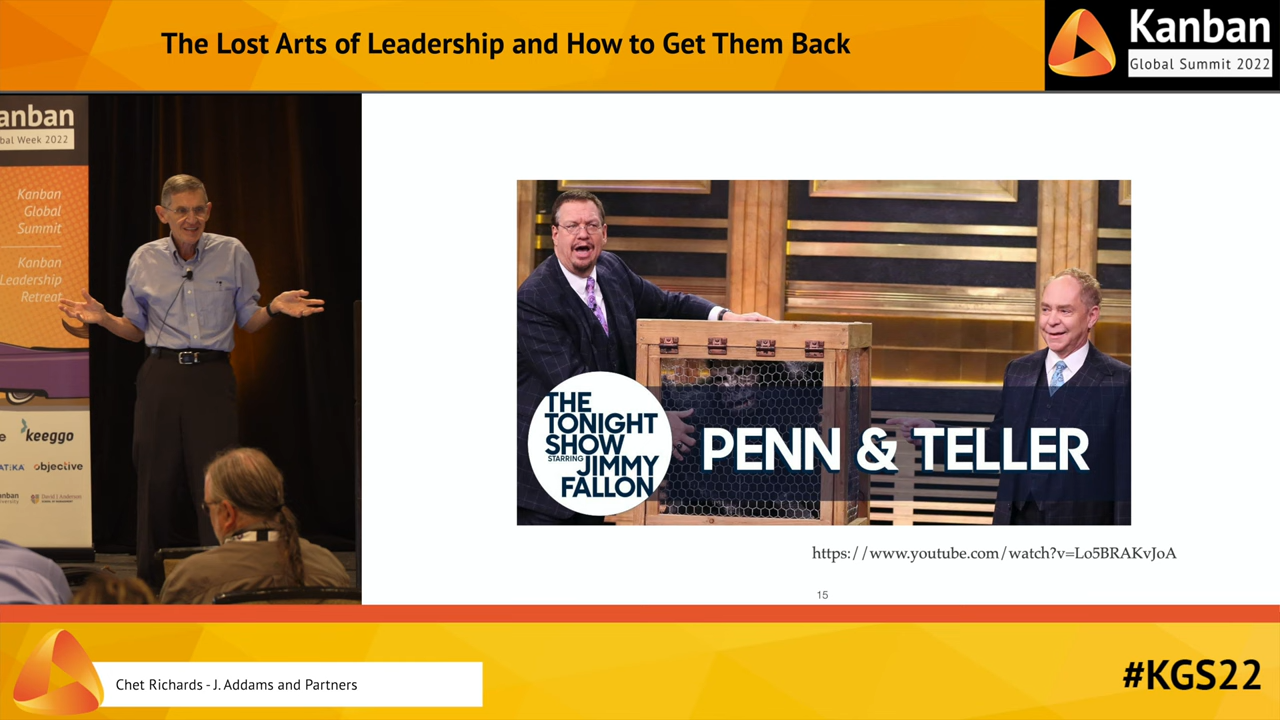 The Lost Arts of Leadership and How to Get Them Back
Kanban
Global Summit 2022
anban
bal Week 2022
Kanban
Global
Summit
Kanban
Leadership
Retreat
keeggo
objective
THE
TONIGHT
SHOW
STARRING JIMMY
FALLON
PENN & TELLER
https://www.youtube.com/watch?v=Lo5BRAKvJoA
15
Chet Richards - J. Addams and Partners
#KGS22